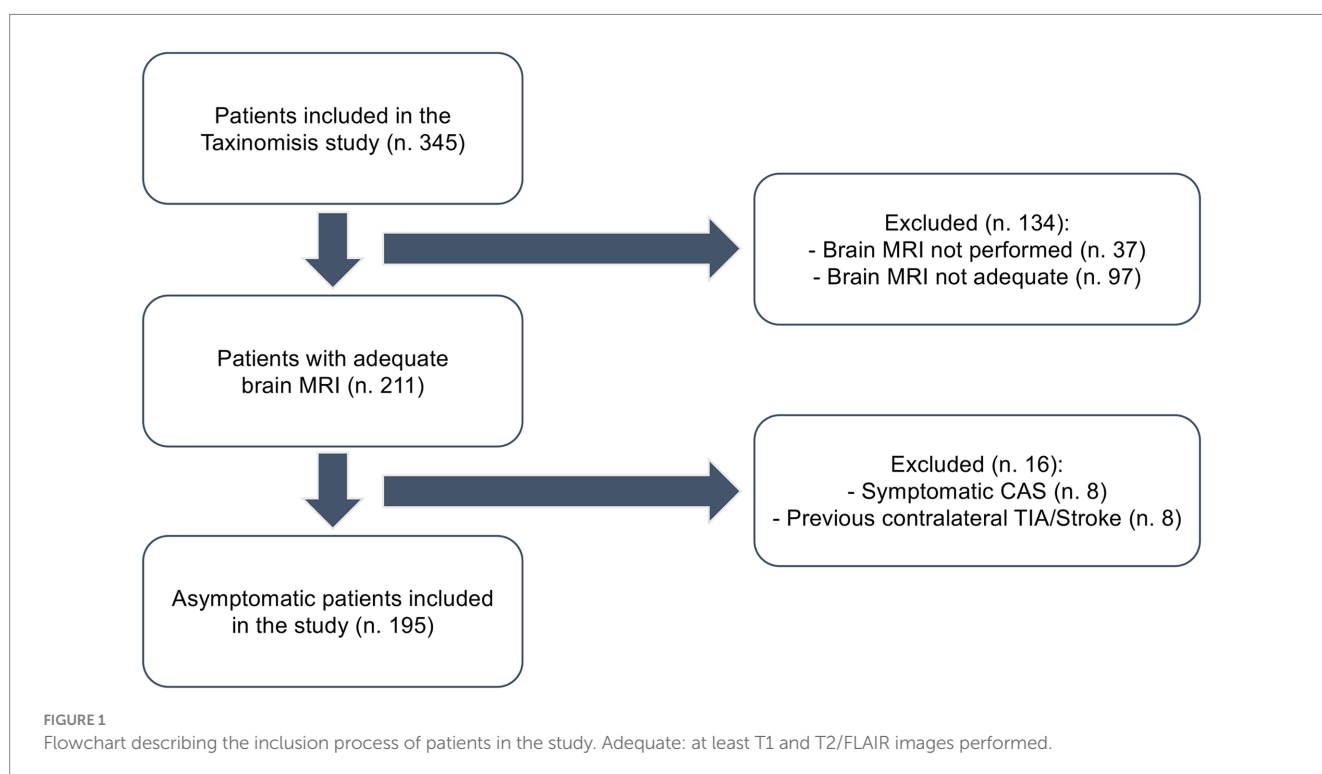 Patients included in the
Taxinomisis study (n. 345)
Excluded (n. 134):
- Brain MRI not performed (n. 37)
- Brain MRI not adequate (n. 97)
Patients with adequate
brain MRI (n. 211)
Excluded (n. 16):
- Symptomatic CAS (n. 8)
- Previous contralateral TIA/Stroke (n. 8)
Asymptomatic patients included
in the study (n. 195)
FIGURE 1
Flowchart describing the inclusion process of patients in the study. Adequate: at least T1 and T2/FLAIR images performed.